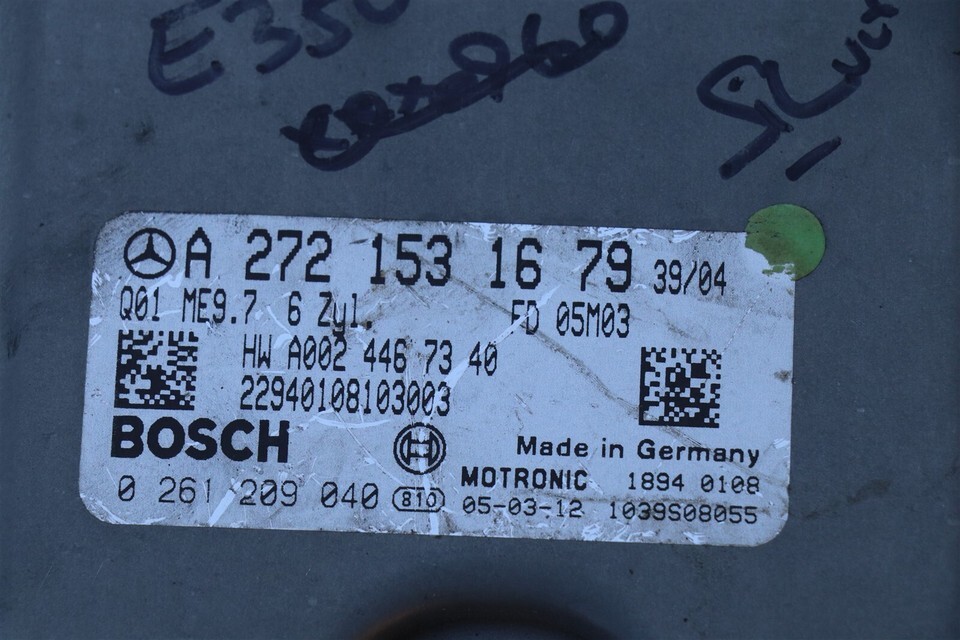 E350
A 272 153 16 79 39/04
Q01 ME9.7 6 Zyl. FD 05M03
HW A002 446 73 40
22940108103003
BOSCH
Made in Germany
MOTRONIC 1894 0108
0 261 209 040 810 05-03-12 1039S08055